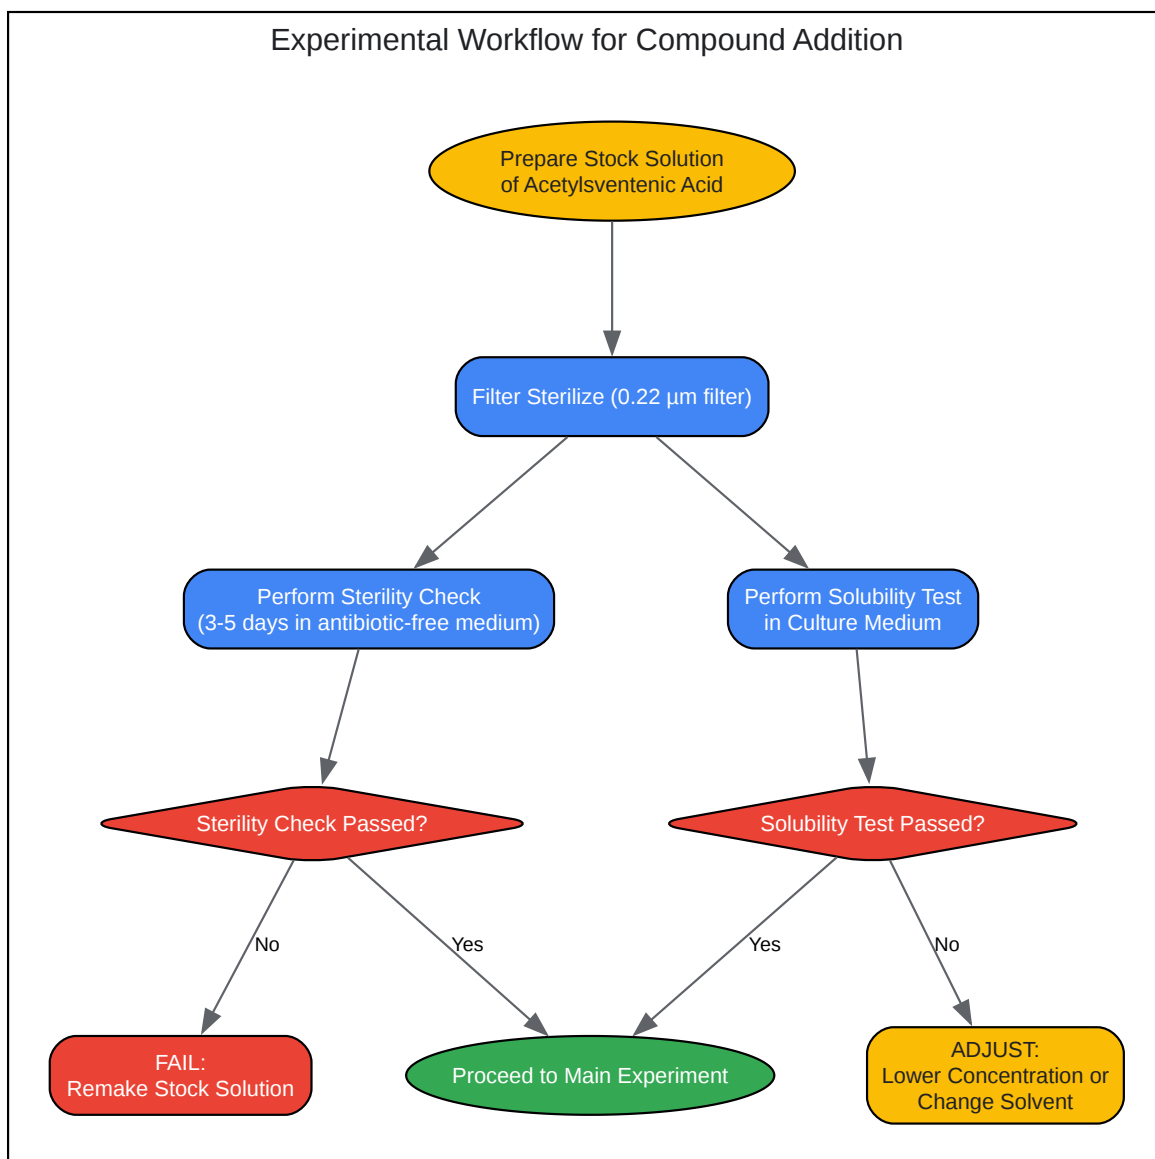 Experimental Workflow for Compound Addition
Prepare Stock Solution
of Acetylsventenic Acid
Filter Sterilize (0.22 µm filter)
Perform Sterility Check
(3-5 days in antibiotic-free medium)
Perform Solubility Test
in Culture Medium
Sterility Check Passed?
Solubility Test Passed?
No
Yes
Yes
No
FAIL:
Remake Stock Solution
Proceed to Main Experiment
ADJUST:
Lower Concentration or
Change Solvent